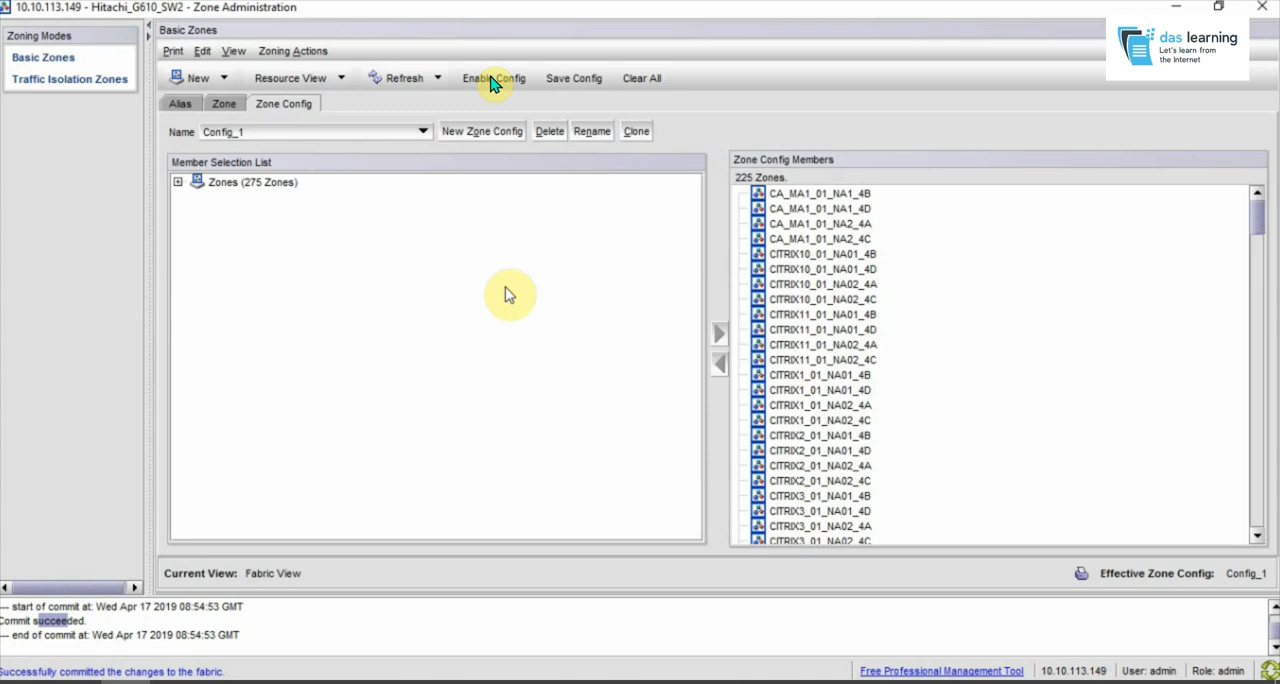 10.10.113.149 - Hitachi_G610_SW2 - Zone Administration
das learning
Let's learn from
the Internet
Zoning Modes
Basic Zones
Traffic Isolation Zones
Basic Zones
Print Edit View Zoning Actions
New Resource View Refresh Enable Config Save Config Clear All
Alias Zone Zone Config
Name Config_1 New Zone Config Delete Rename Clone
Member Selection List
Zones (275 Zones)
Zone Config Members
225 Zones.
CA_MA1_01_NA1_4B
CA_MA1_01_NA1_4D
CA_MA1_01_NA2_4A
CA_MA1_01_NA2_4C
CITRIX10_01_NA01_4B
CITRIX10_01_NA01_4D
CITRIX10_01_NA02_4A
CITRIX10_01_NA02_4C
CITRIX11_01_NA01_4B
CITRIX11_01_NA01_4D
CITRIX11_01_NA02_4A
CITRIX11_01_NA02_4C
CITRIX1_01_NA01_4B
CITRIX1_01_NA01_4D
CITRIX1_01_NA02_4A
CITRIX1_01_NA02_4C
CITRIX2_01_NA01_4B
CITRIX2_01_NA01_4D
CITRIX2_01_NA02_4A
CITRIX2_01_NA02_4C
CITRIX3_01_NA01_4B
CITRIX3_01_NA01_4D
CITRIX3_01_NA02_4A
CITRIX3_01_NA02_4C
Current View: Fabric View
Effective Zone Config: Config_1
--- start of commit at: Wed Apr 17 2019 08:54:53 GMT
Commit succeeded.
--- end of commit at: Wed Apr 17 2019 08:54:53 GMT
Successfully committed the changes to the fabric.
Free Professional Management Tool 10.10.113.149 User: admin Role: admin